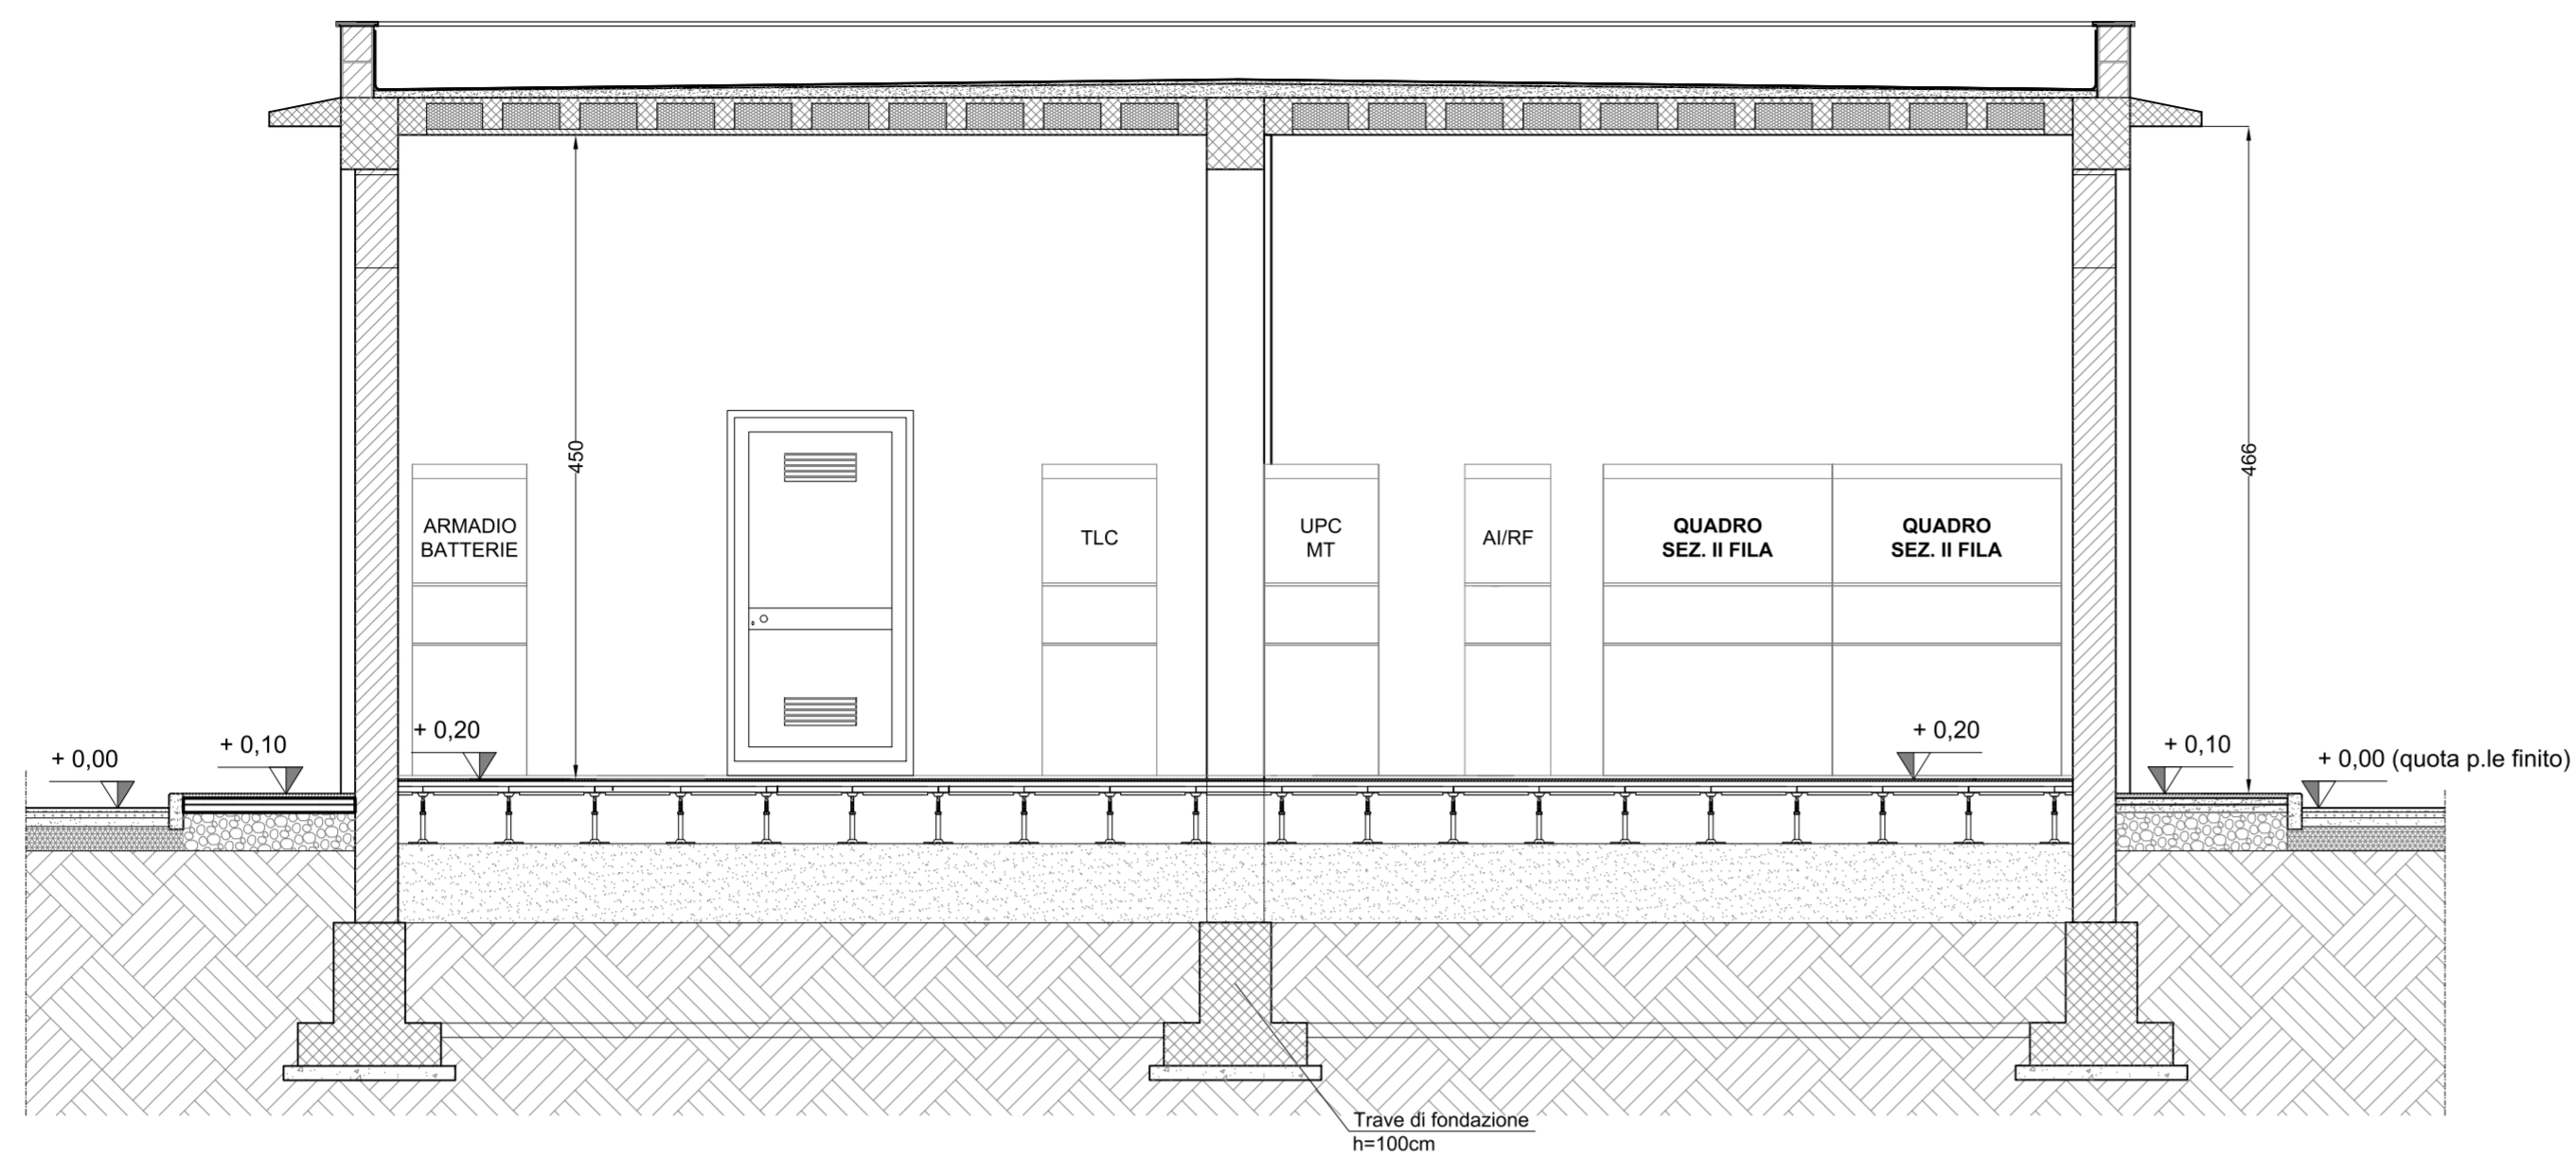 450
466
ARMADIO
BATTERIE
TLC
UPC
MT
AI/RF
QUADRO
SEZ. II FILA
QUADRO
SEZ. II FILA
+ 0,00
+ 0,10
+ 0,20
+ 0,20
+ 0,10
+ 0,00 (quota p.le finito)
Trave di fondazione
h=100cm